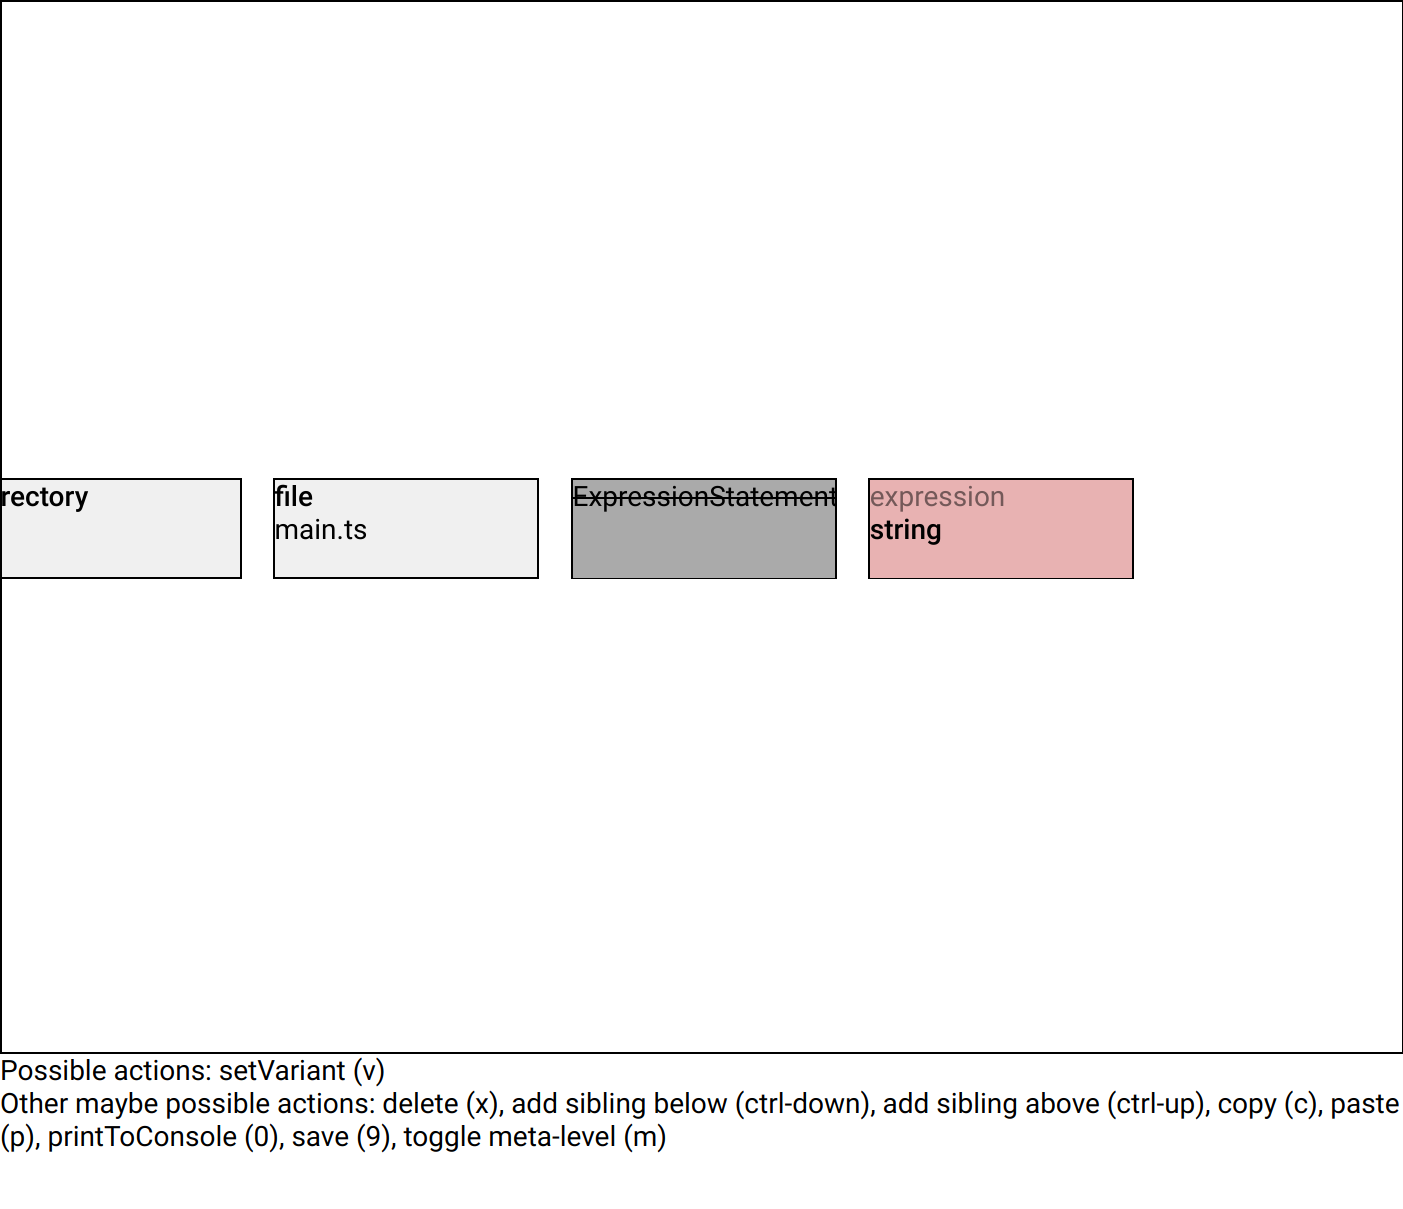 rectory
file
main.ts
ExpressionStatement
expression
string
Possible actions: setVariant (v)
Other maybe possible actions: delete (x), add sibling below (ctrl-down), add sibling above (ctrl-up), copy (c), paste
(p), printToConsole (0), save (9), toggle meta-level (m)